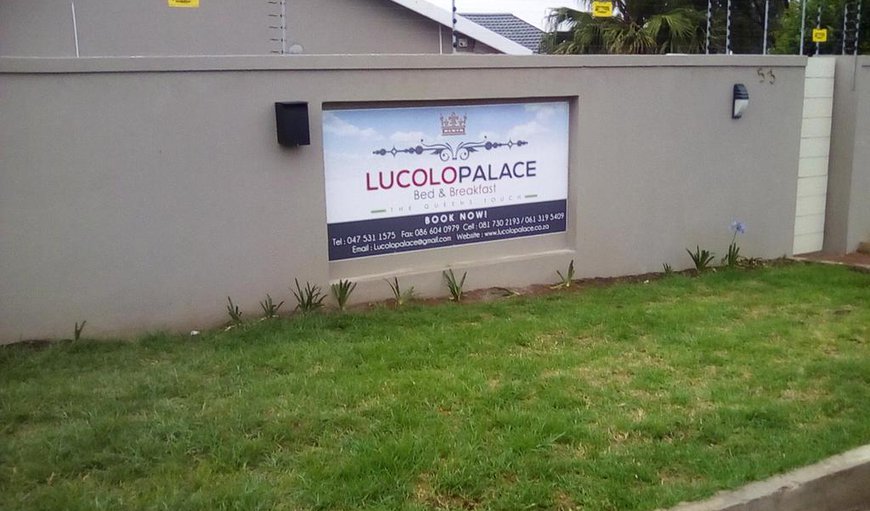 53
LUCOLOPALACE
Bed & Breakfast
THE QUEENS TOUCH
BOOK NOW!
Tel : 047 531 1575 Fax: 086 604 0979 Cell : 081 730 2193 / 061 319 5409
Email : Lucolopalace@gmail.com Website : www.lucolopalace.co.za